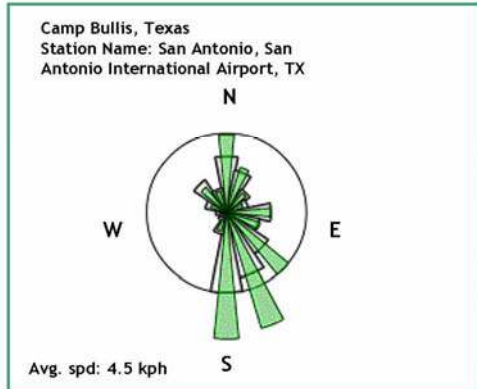 Camp Bullis, Texas
Station Name: San Antonio, San
Antonio International Airport, TX
N
W
E
S
Avg. spd: 4.5 kph